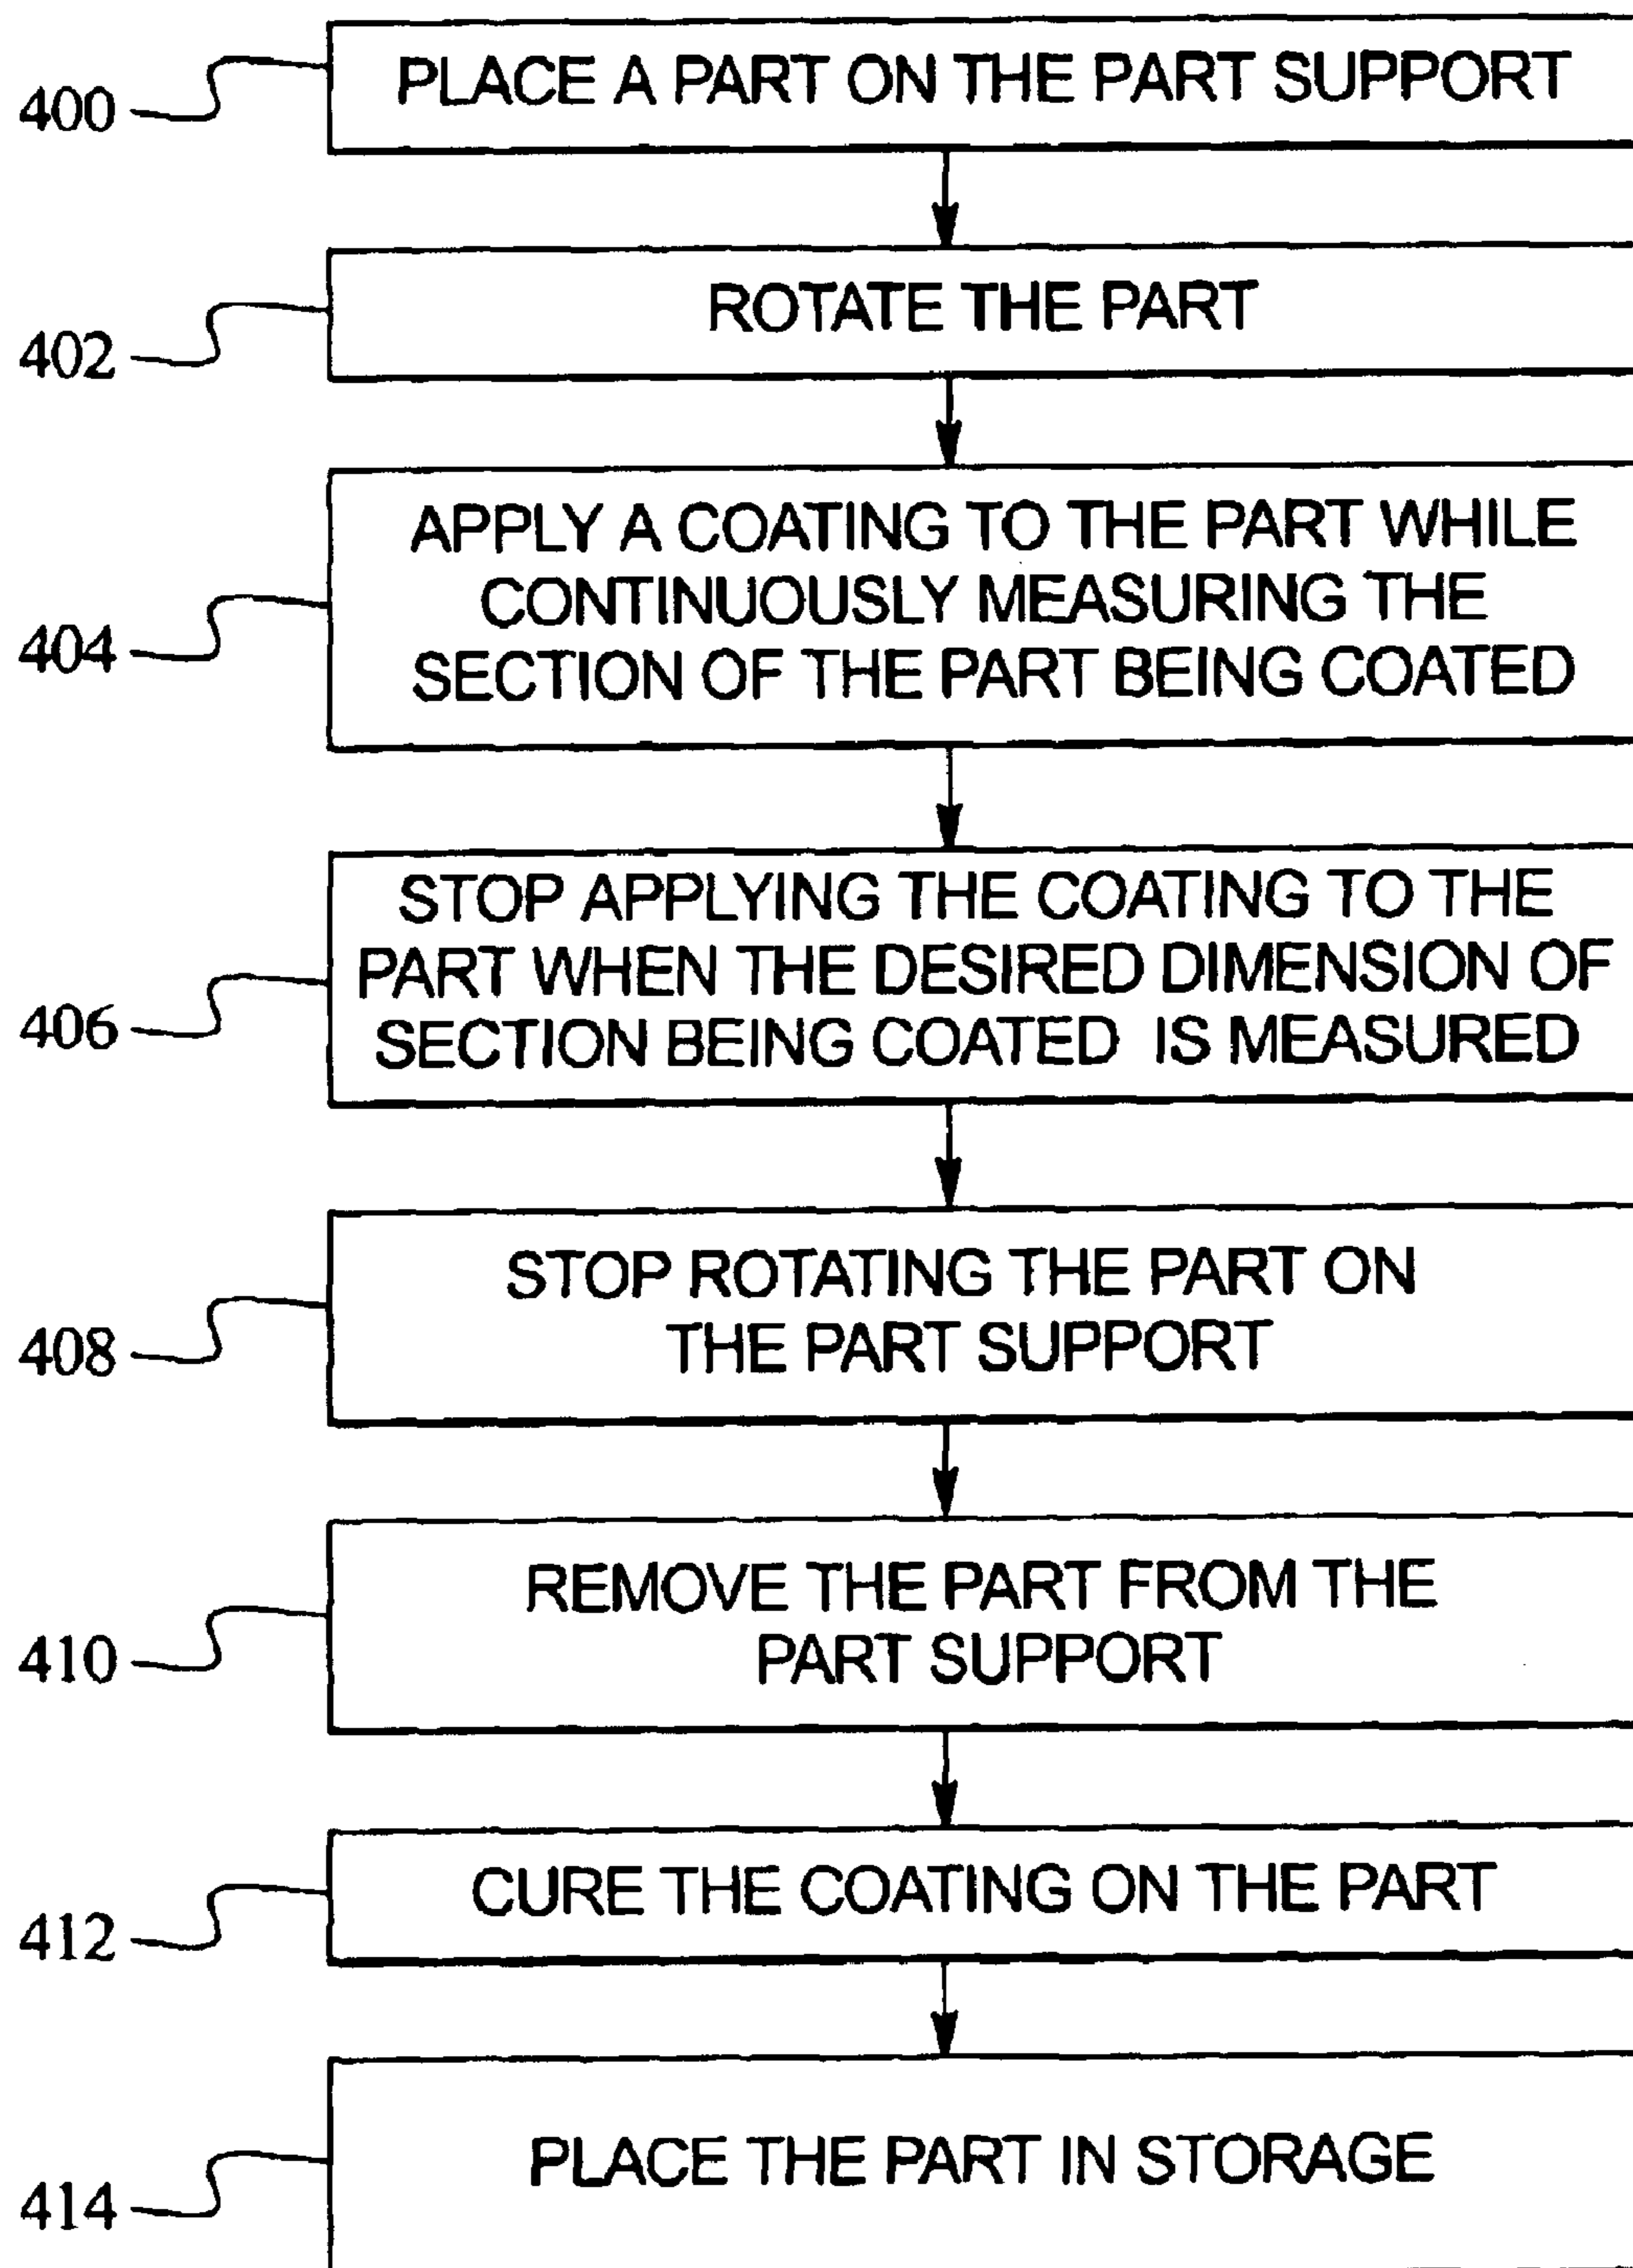 400
PLACE A PART ON THE PART SUPPORT
402
ROTATE THE PART
404
APPLY A COATING TO THE PART WHILE
CONTINUOUSLY MEASURING THE
SECTION OF THE PART BEING COATED
406
STOP APPLYING THE COATING TO THE
PART WHEN THE DESIRED DIMENSION OF
SECTION BEING COATED IS MEASURED
408
STOP ROTATING THE PART ON
THE PART SUPPORT
410
REMOVE THE PART FROM THE
PART SUPPORT
412
CURE THE COATING ON THE PART
414
PLACE THE PART IN STORAGE